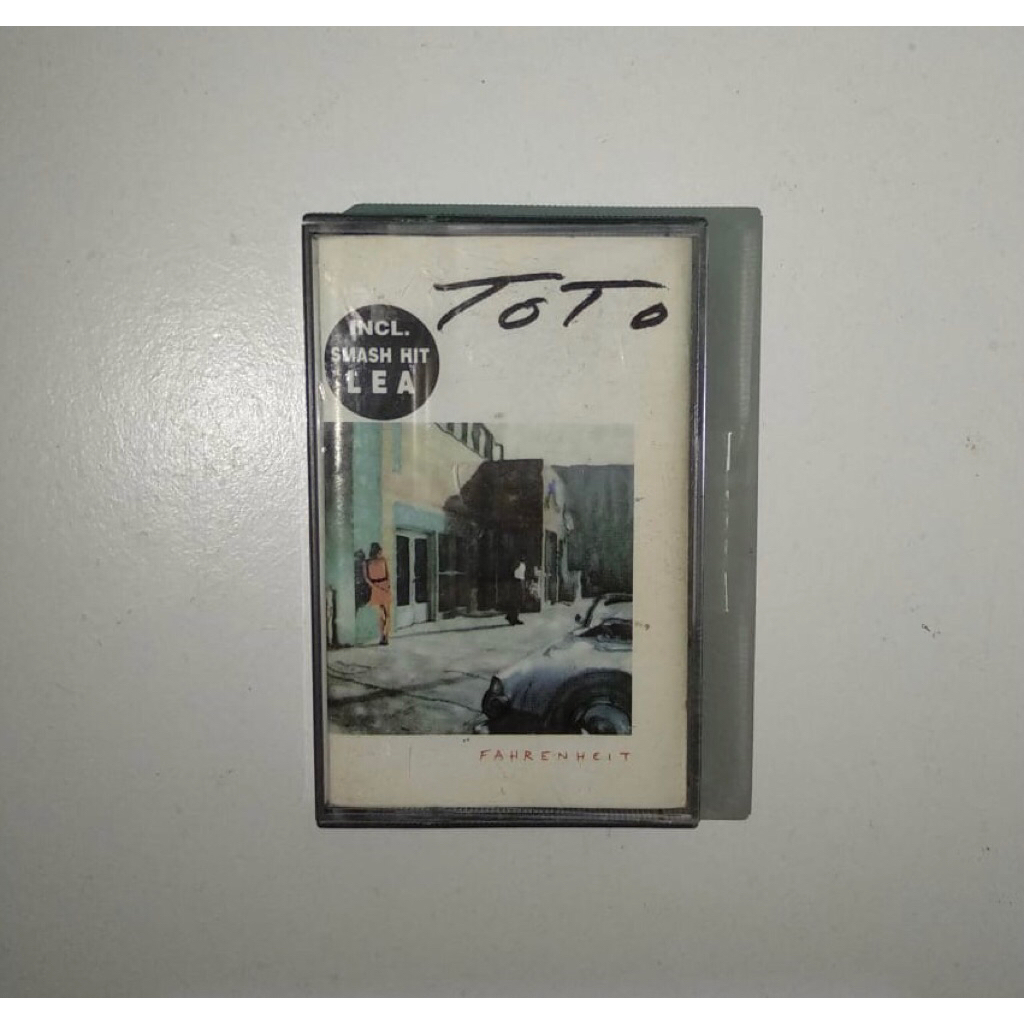 TOTO
INCL.
SMASH HIT
LEA
FAHRENHEIT